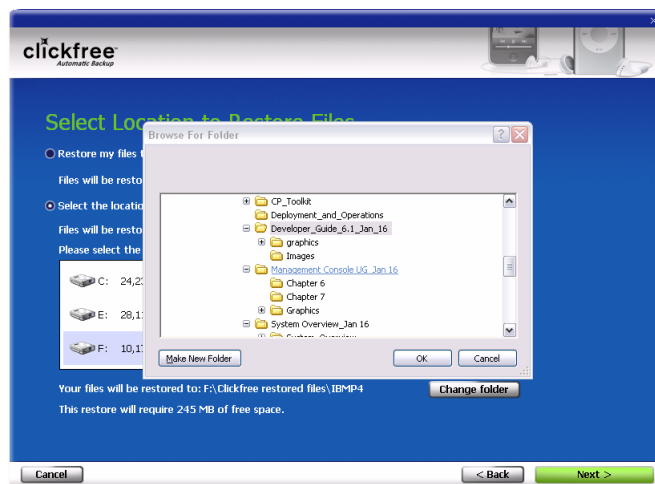 clickfree
Automatic Backup
Select Location to Restore Files
Browse For Folder
Restore my files
Files will be
Select the
Files will be
Please select the
C: 24,2
E: 28,1
F: 10,1
CP_Toolkit
Deployment_and_Operations
Developer_Guide_6.1_Jan_16
graphics
Images
Management Console UG_Jan 16
Chapter 6
Chapter 7
Graphics
System Overview_Jan 16
Make New Folder
OK
Cancel
Your files will be restored to: F:\Clickfree restored files\IBMP4
Change folder
This restore will require 245 MB of free space.
Cancel
< Back
Next >